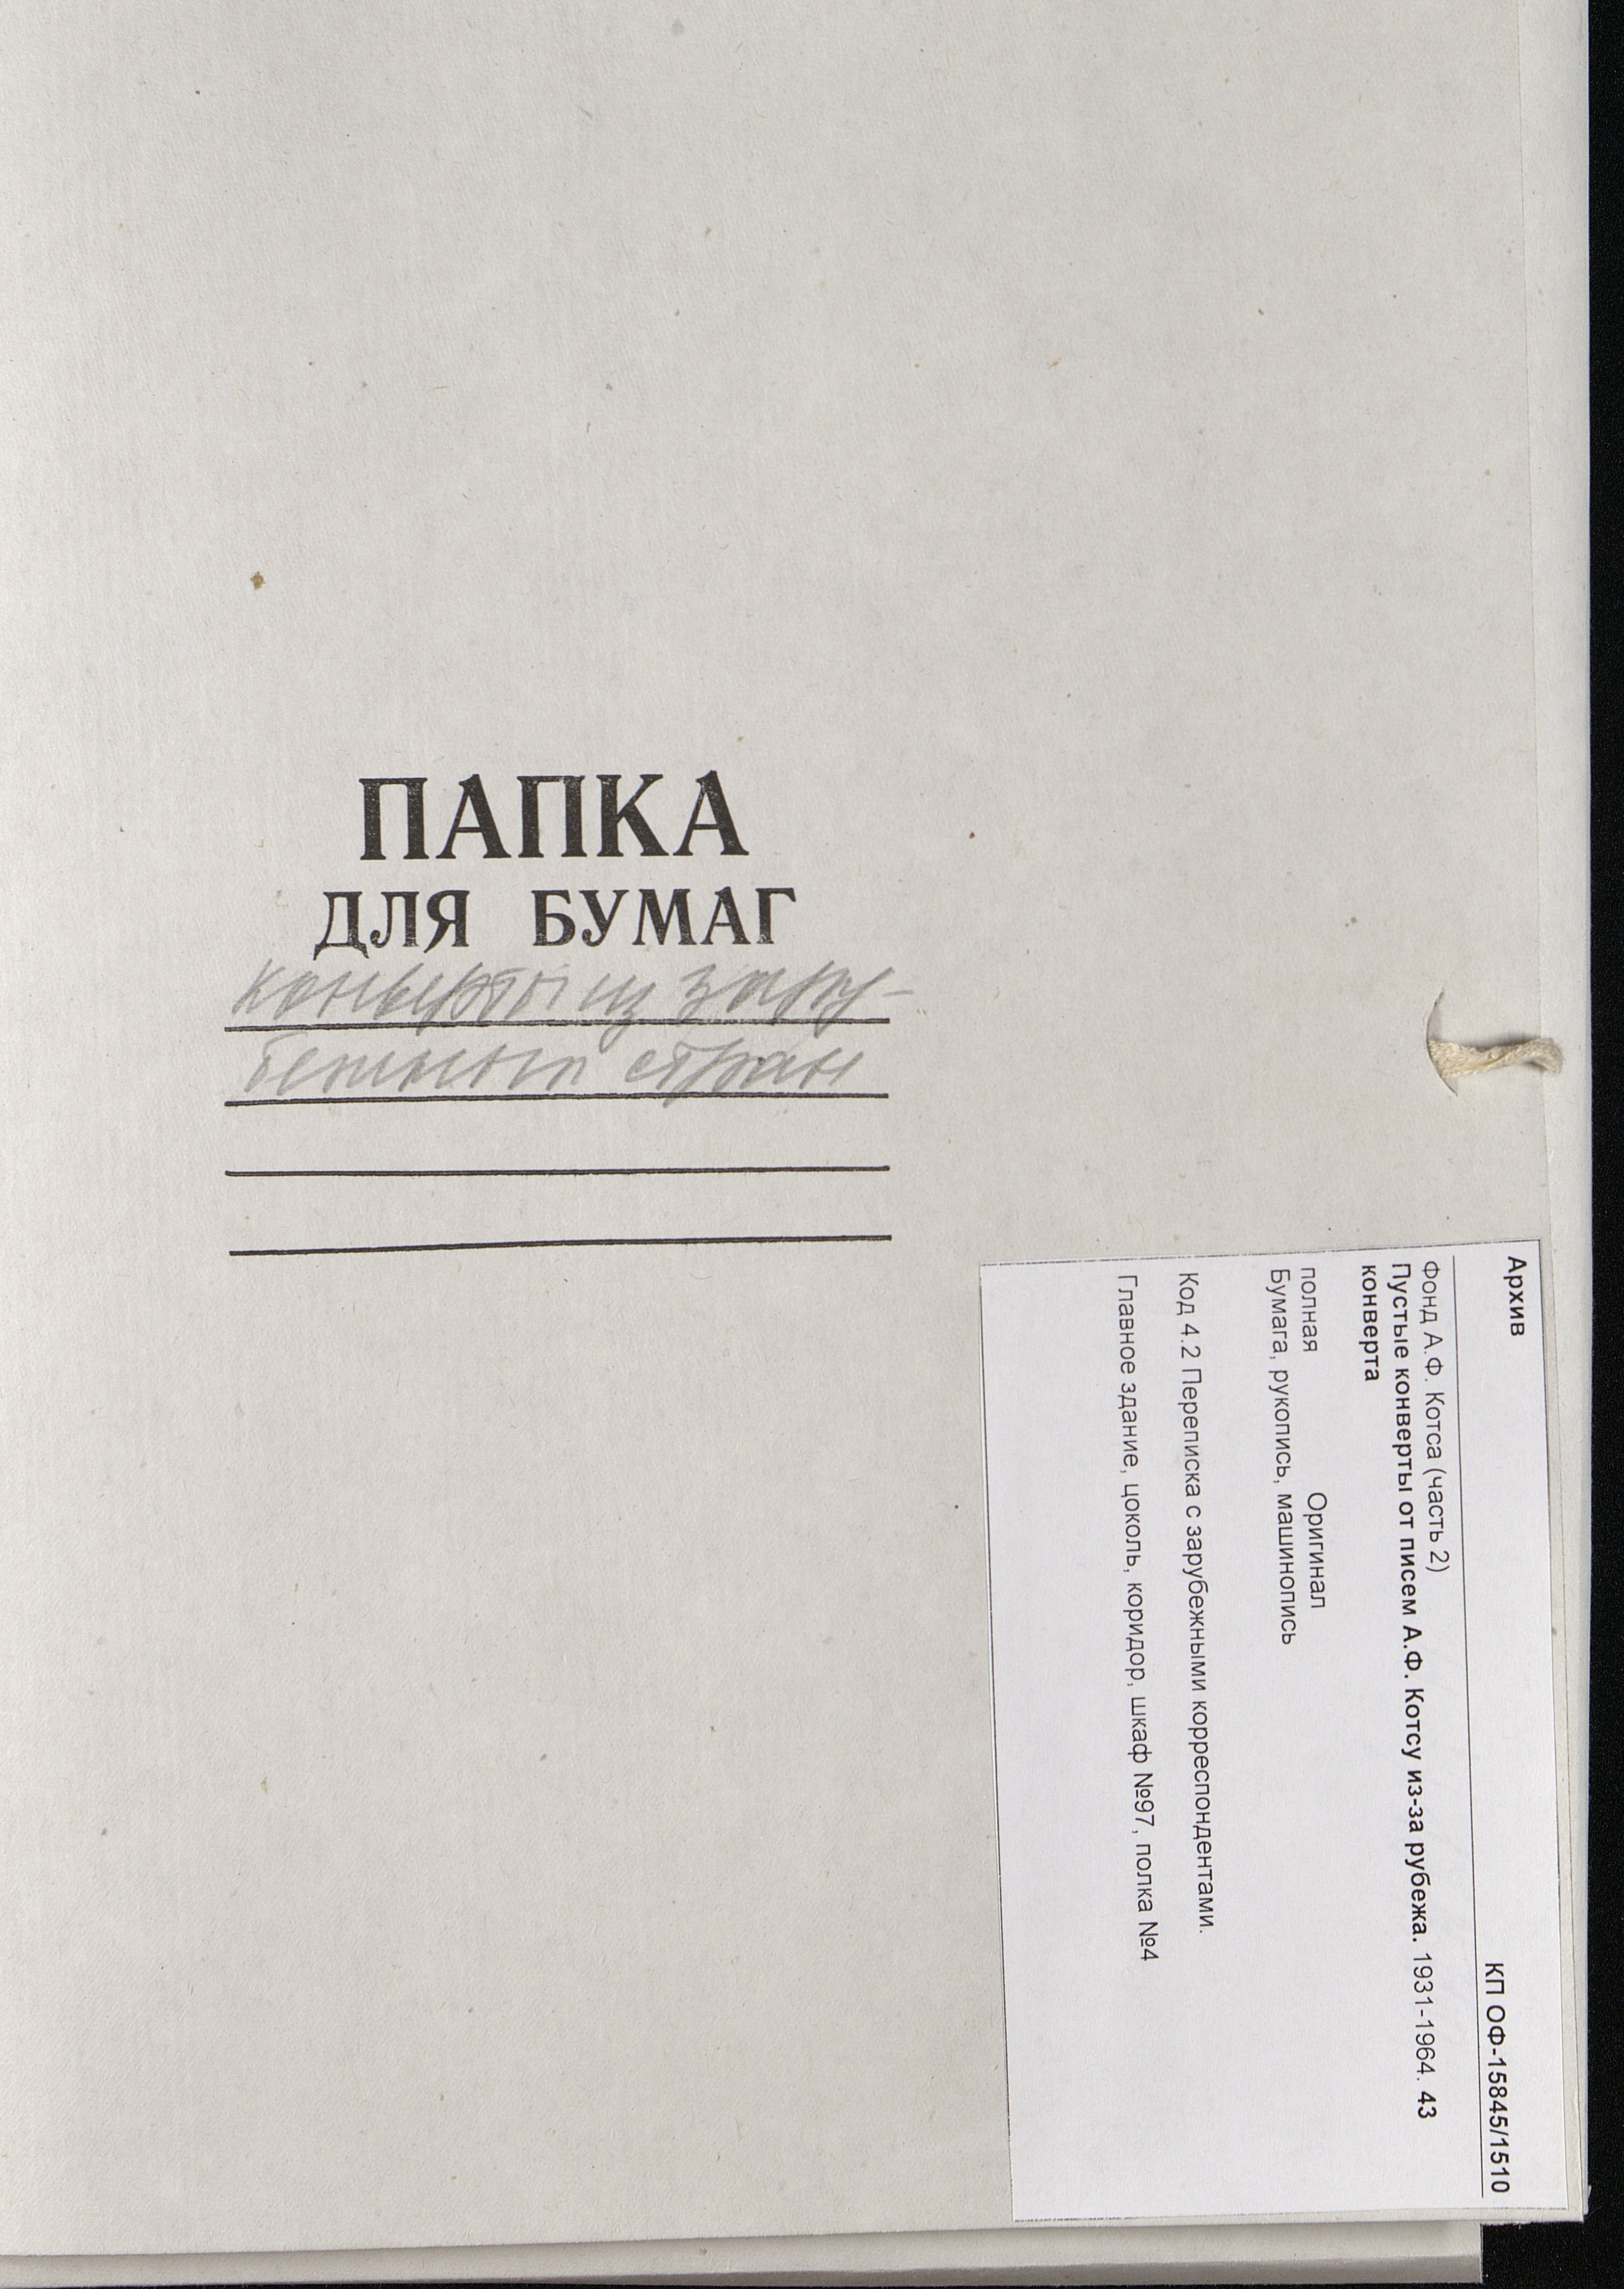 ПАПКА
ДЛЯ БУМАГ
конверты из зару-
бежных стран
Архив КП ОФ-15845/1510
Фонд А.Ф. Котса (часть 2)
Пустые конверты от писем А.Ф. Котсу из-за рубежа. 1931-1964. 43
конверта
полная Оригинал
Бумага, рукопись, машинопись
Код 4.2 Переписка с зарубежными корреспондентами.
Главное здание, цоколь, коридор, шкаф №97, полка №4